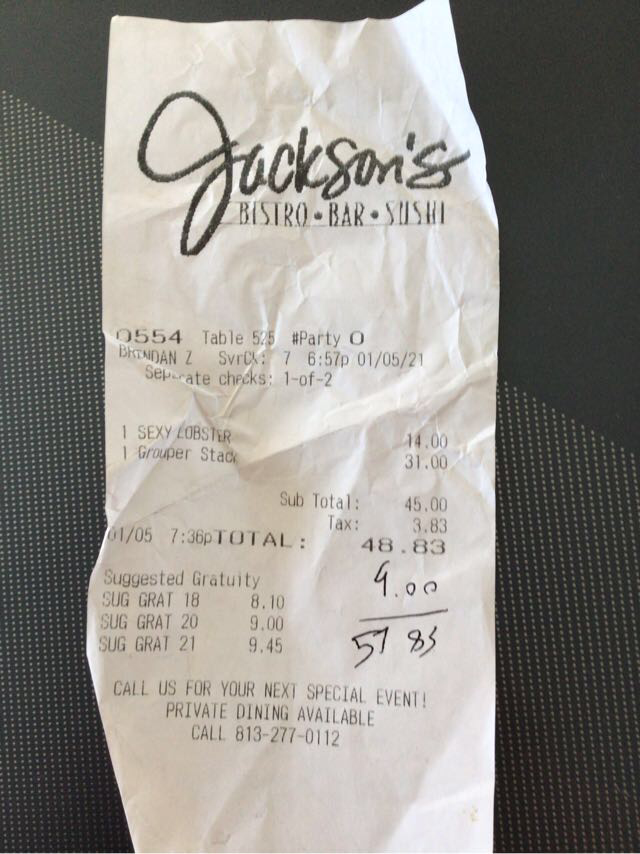 Jackson's
BISTRO • BAR • SUSHI
0554 Table 525 #Party 0
BRENDAN Z SvrCk: 7 6:57p 01/05/21
Separate checks: 1-of-2
1 SEXY LOBSTER 14.00
1 Grouper Stack 31.00
Sub Total: 45.00
Tax: 3.83
01/05 7:36pTOTAL: 48.83
Suggested Gratuity 9.00
SUG GRAT 18 8.10
SUG GRAT 20 9.00
SUG GRAT 21 9.45 57 83
CALL US FOR YOUR NEXT SPECIAL EVENT!
PRIVATE DINING AVAILABLE
CALL 813-277-0112